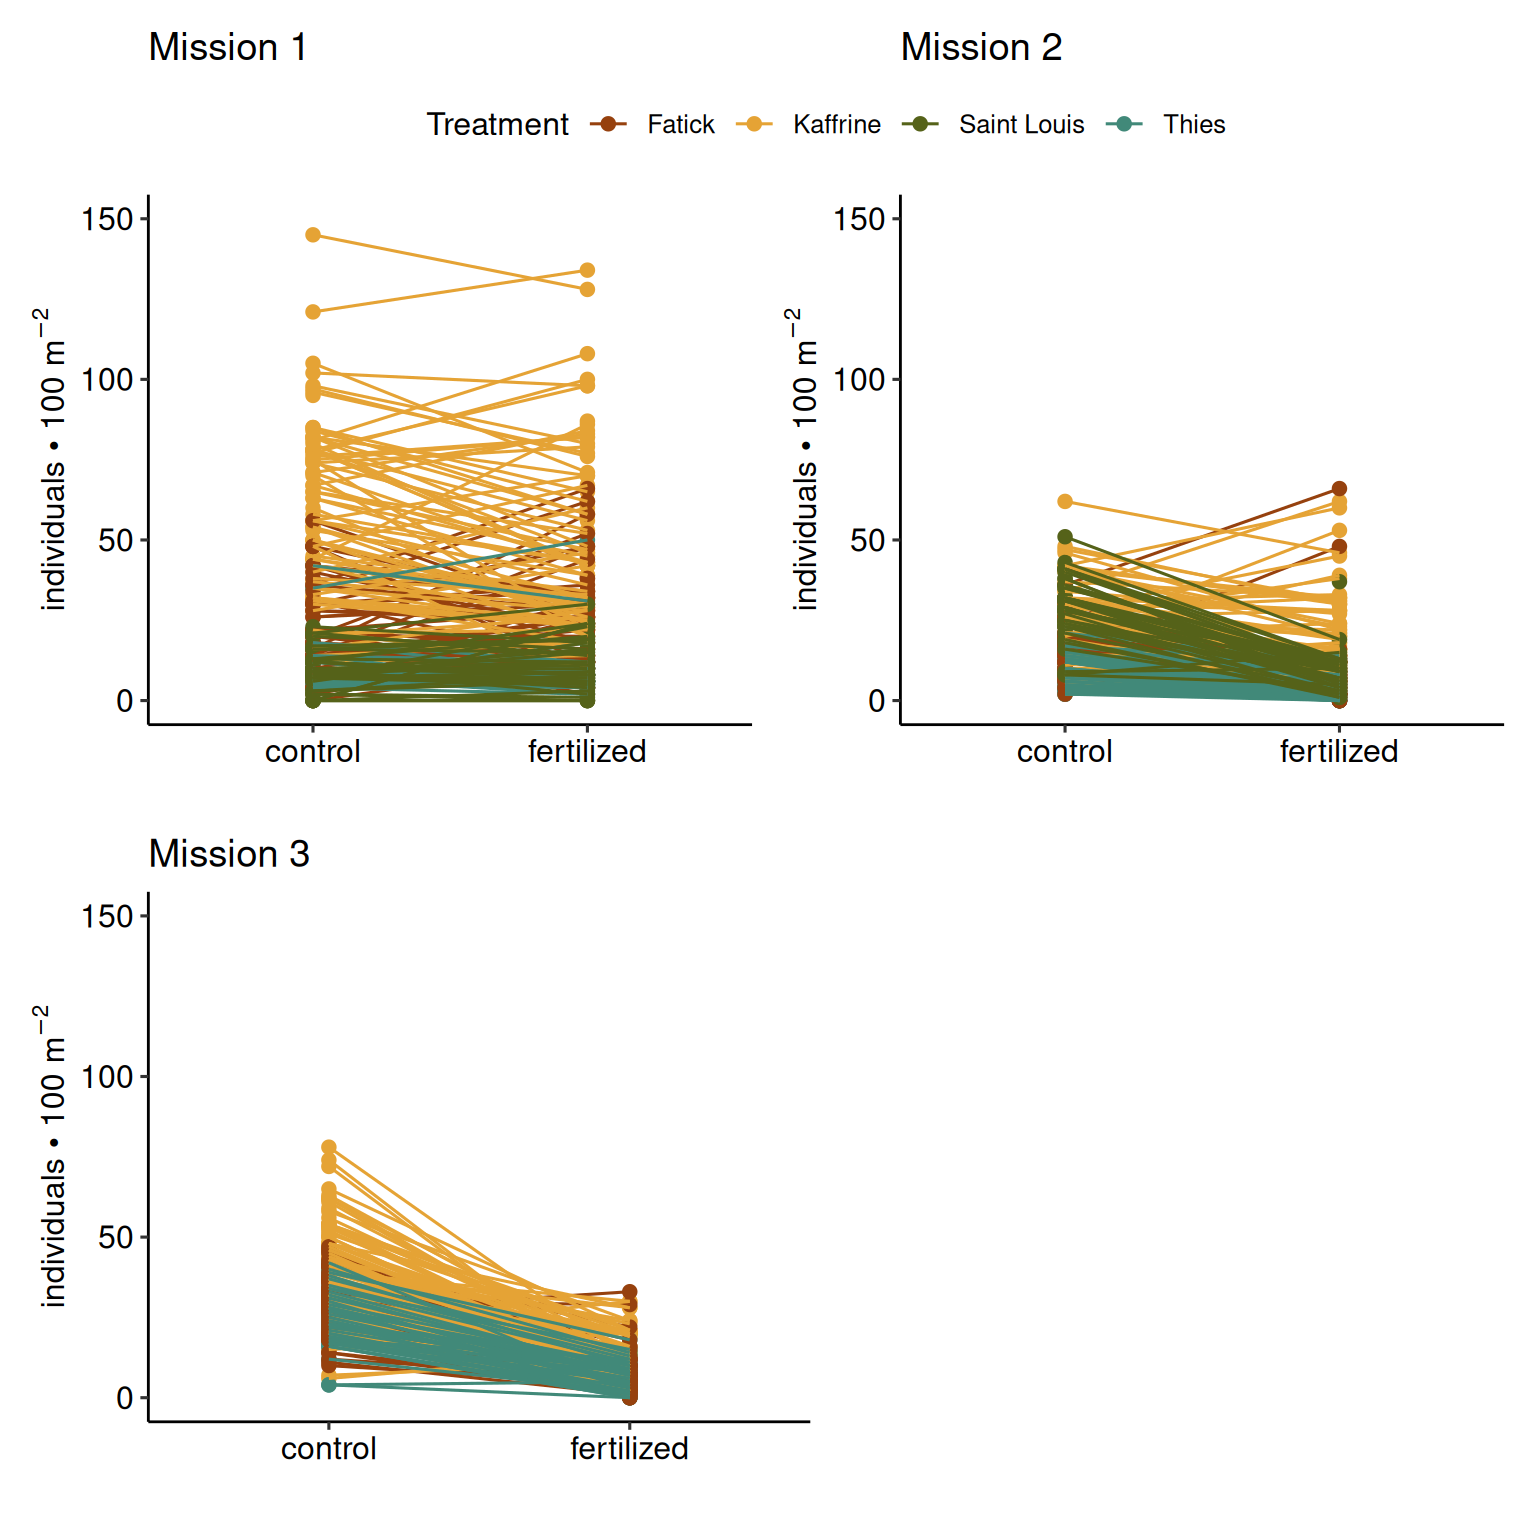 Mission 1
Mission 2
Treatment Fatick Kaffrine Saint Louis Thies
individuals • 100 m⁻²
150
100
50
0
control fertilized
individuals • 100 m⁻²
150
100
50
0
control fertilized
Mission 3
individuals • 100 m⁻²
150
100
50
0
control fertilized